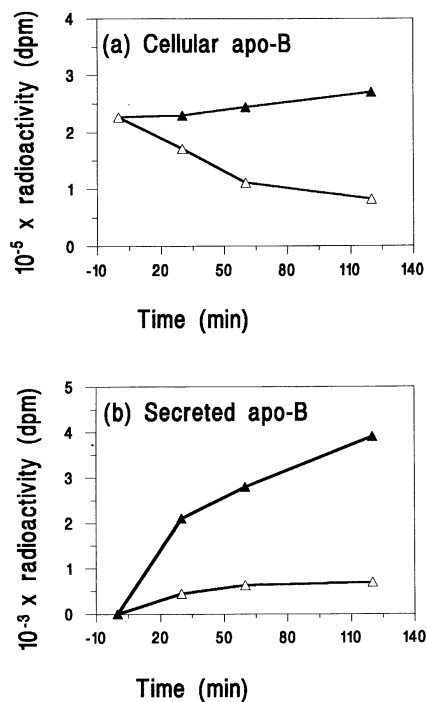 (a) Cellular apo-B
10⁻⁵ x radioactivity (dpm)
4
3
2
1
0
-10 20 50 80 110 140
Time (min)
(b) Secreted apo-B
10⁻³ x radioactivity (dpm)
5
4
3
2
1
0
-10 20 50 80 110 140
Time (min)